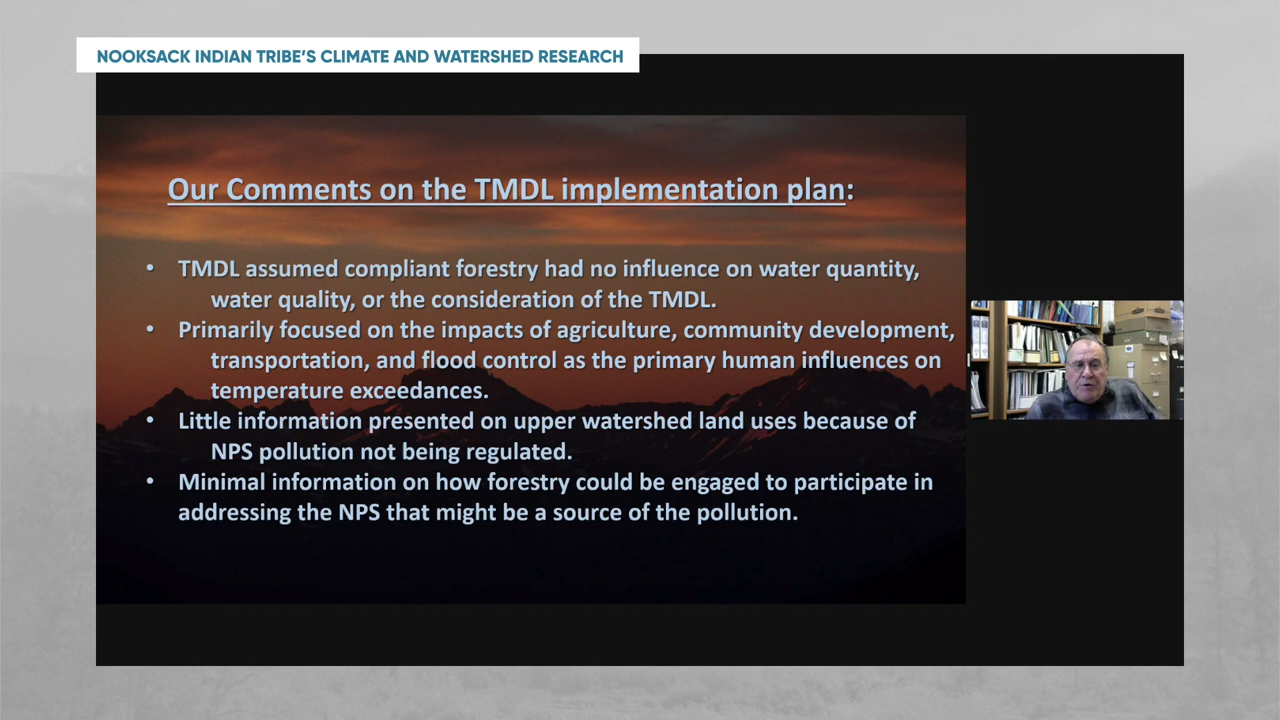 NOOKSACK INDIAN TRIBE'S CLIMATE AND WATERSHED RESEARCH
Our Comments on the TMDL implementation plan:
• TMDL assumed compliant forestry had no influence on water quantity,
water quality, or the consideration of the TMDL.
• Primarily focused on the impacts of agriculture, community development,
transportation, and flood control as the primary human influences on
temperature exceedances.
• Little information presented on upper watershed land uses because of
NPS pollution not being regulated.
• Minimal information on how forestry could be engaged to participate in
addressing the NPS that might be a source of the pollution.